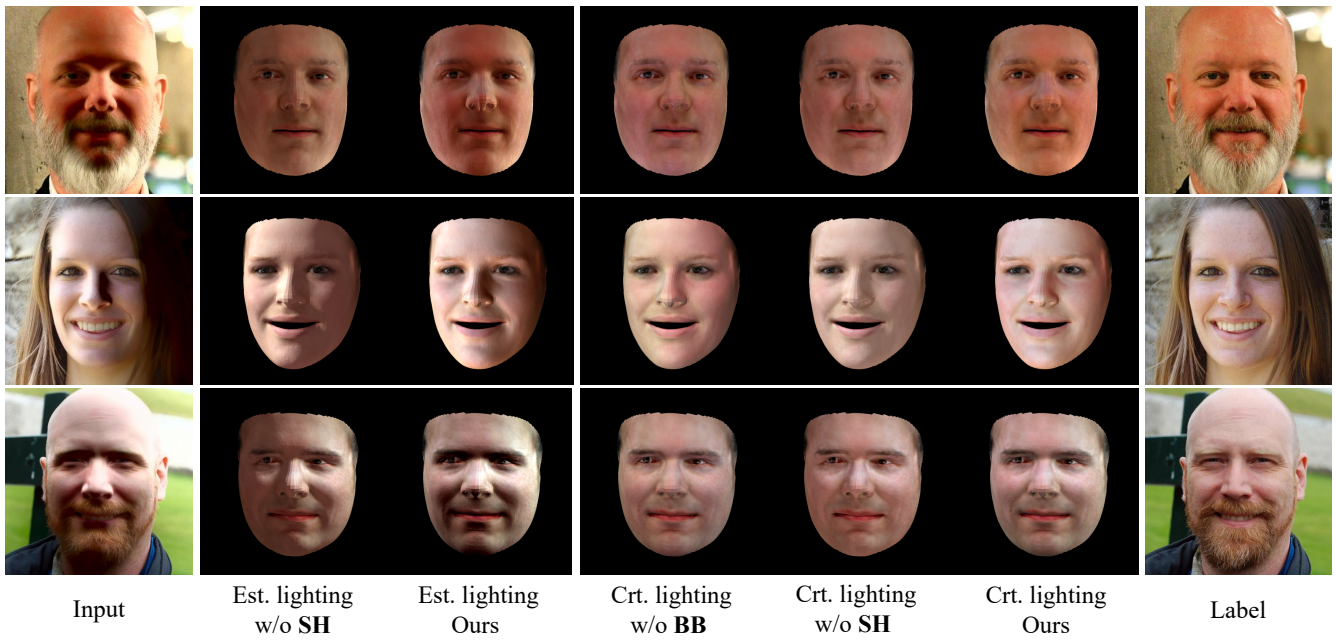 Input
Est. lighting
w/o SH
Est. lighting
Ours
Crt. lighting
w/o BB
Crt. lighting
w/o SH
Crt. lighting
Ours
Label